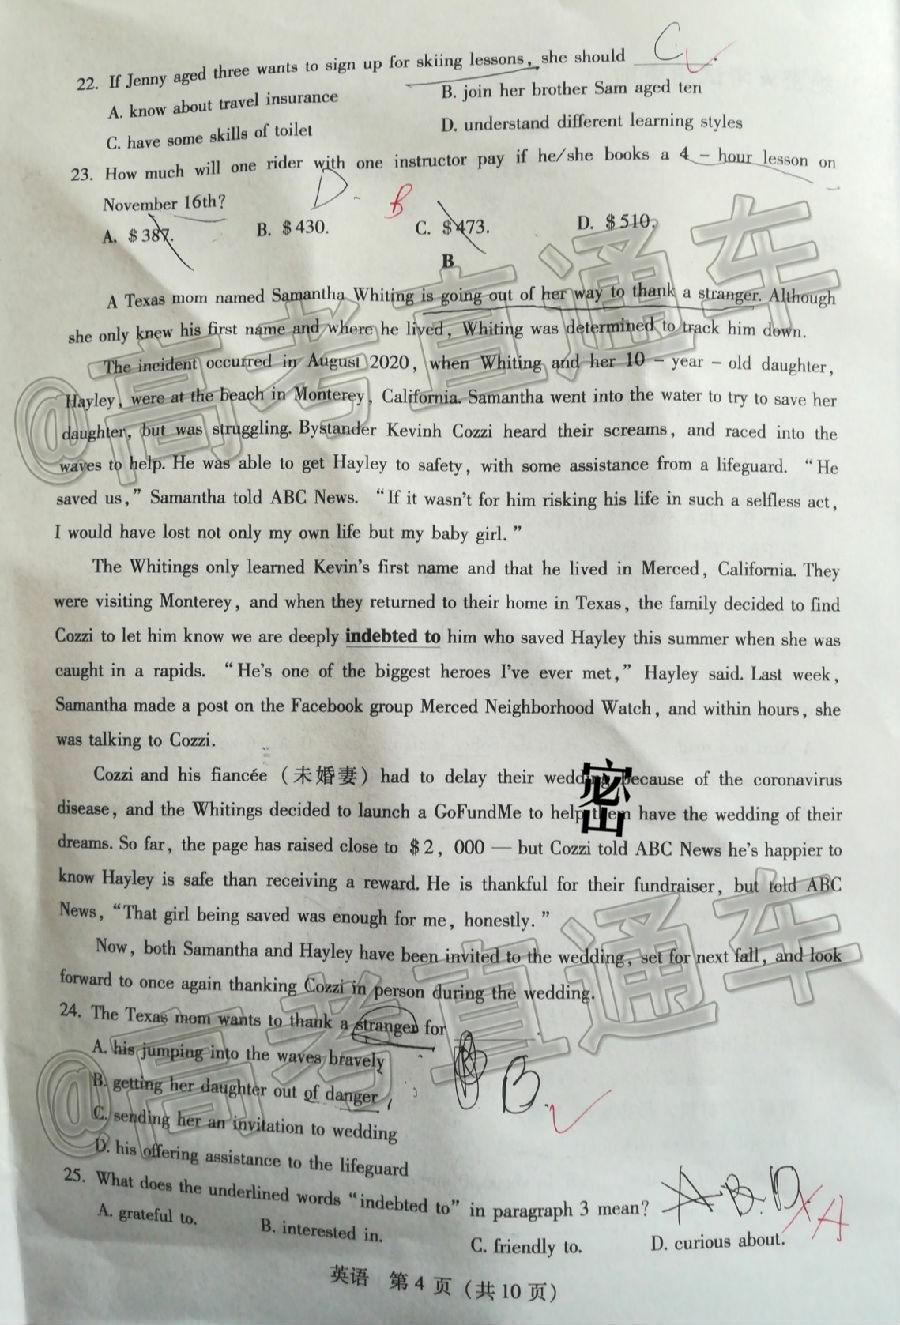 22. If Jenny aged three wants to sign up for skiing lessons, she should ______. C
A. know about travel insurance B. join her brother Sam aged ten
C. have some skills of toilet D. understand different learning styles
23. How much will one rider with one instructor pay if he/she books a 4 – hour lesson on
November 16th? D. B
A. $387. B. $430. C. $473. D. $510.
B
A Texas mom named Samantha Whiting is going out of her way to thank a stranger. Although
she only knew his first name and where he lived, Whiting was determined to track him down.
The incident occurred in August 2020, when Whiting and her 10 – year – old daughter,
Hayley, were at the beach in Monterey, California. Samantha went into the water to try to save her
daughter, but was struggling. Bystander Kevinh Cozzi heard their screams, and raced into the
waves to help. He was able to get Hayley to safety, with some assistance from a lifeguard. “He
saved us,” Samantha told ABC News. “If it wasn't for him risking his life in such a selfless act,
I would have lost not only my own life but my baby girl.”
The Whitings only learned Kevin's first name and that he lived in Merced, California. They
were visiting Monterey, and when they returned to their home in Texas, the family decided to find
Cozzi to let him know we are deeply indebted to him who saved Hayley this summer when she was
caught in a rapids. “He's one of the biggest heroes I've ever met,” Hayley said. Last week,
Samantha made a post on the Facebook group Merced Neighborhood Watch, and within hours, she
was talking to Cozzi.
Cozzi and his fiancée (未婚妻) had to delay their wedding because of the coronavirus
disease, and the Whitings decided to launch a GoFundMe to help them have the wedding of their
dreams. So far, the page has raised close to $2, 000 — but Cozzi told ABC News he's happier to
know Hayley is safe than receiving a reward. He is thankful for their fundraiser, but told ABC
News, “That girl being saved was enough for me, honestly.”
Now, both Samantha and Hayley have been invited to the wedding, set for next fall, and look
forward to once again thanking Cozzi in person during the wedding.
24. The Texas mom wants to thank a stranger for
A. his jumping into the waves bravely
B. getting her daughter out of danger B.
C. sending her an invitation to wedding
D. his offering assistance to the lifeguard
25. What does the underlined words “indebted to” in paragraph 3 mean? A B. D A
A. grateful to. B. interested in. C. friendly to. D. curious about.
英语 第 4 页 (共 10 页)
密
@高考直通车
@高考直通车